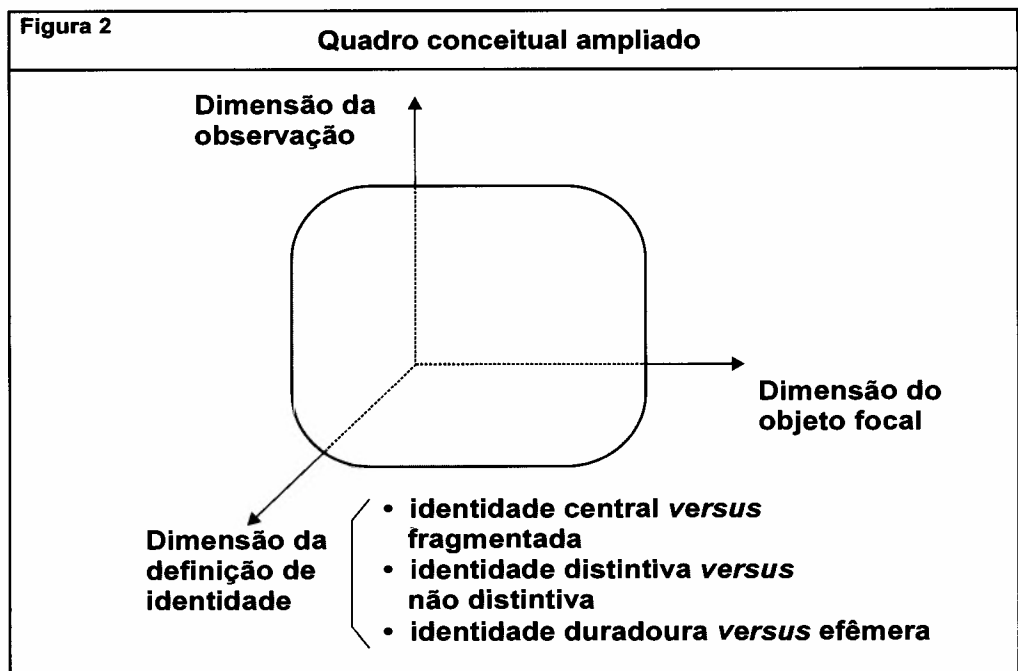 Figura 2
Quadro conceitual ampliado
Dimensão da
observação
Dimensão do
objeto focal
Dimensão da
definição de
identidade
• identidade central versus
fragmentada
• identidade distintiva versus
não distintiva
• identidade duradoura versus efêmera